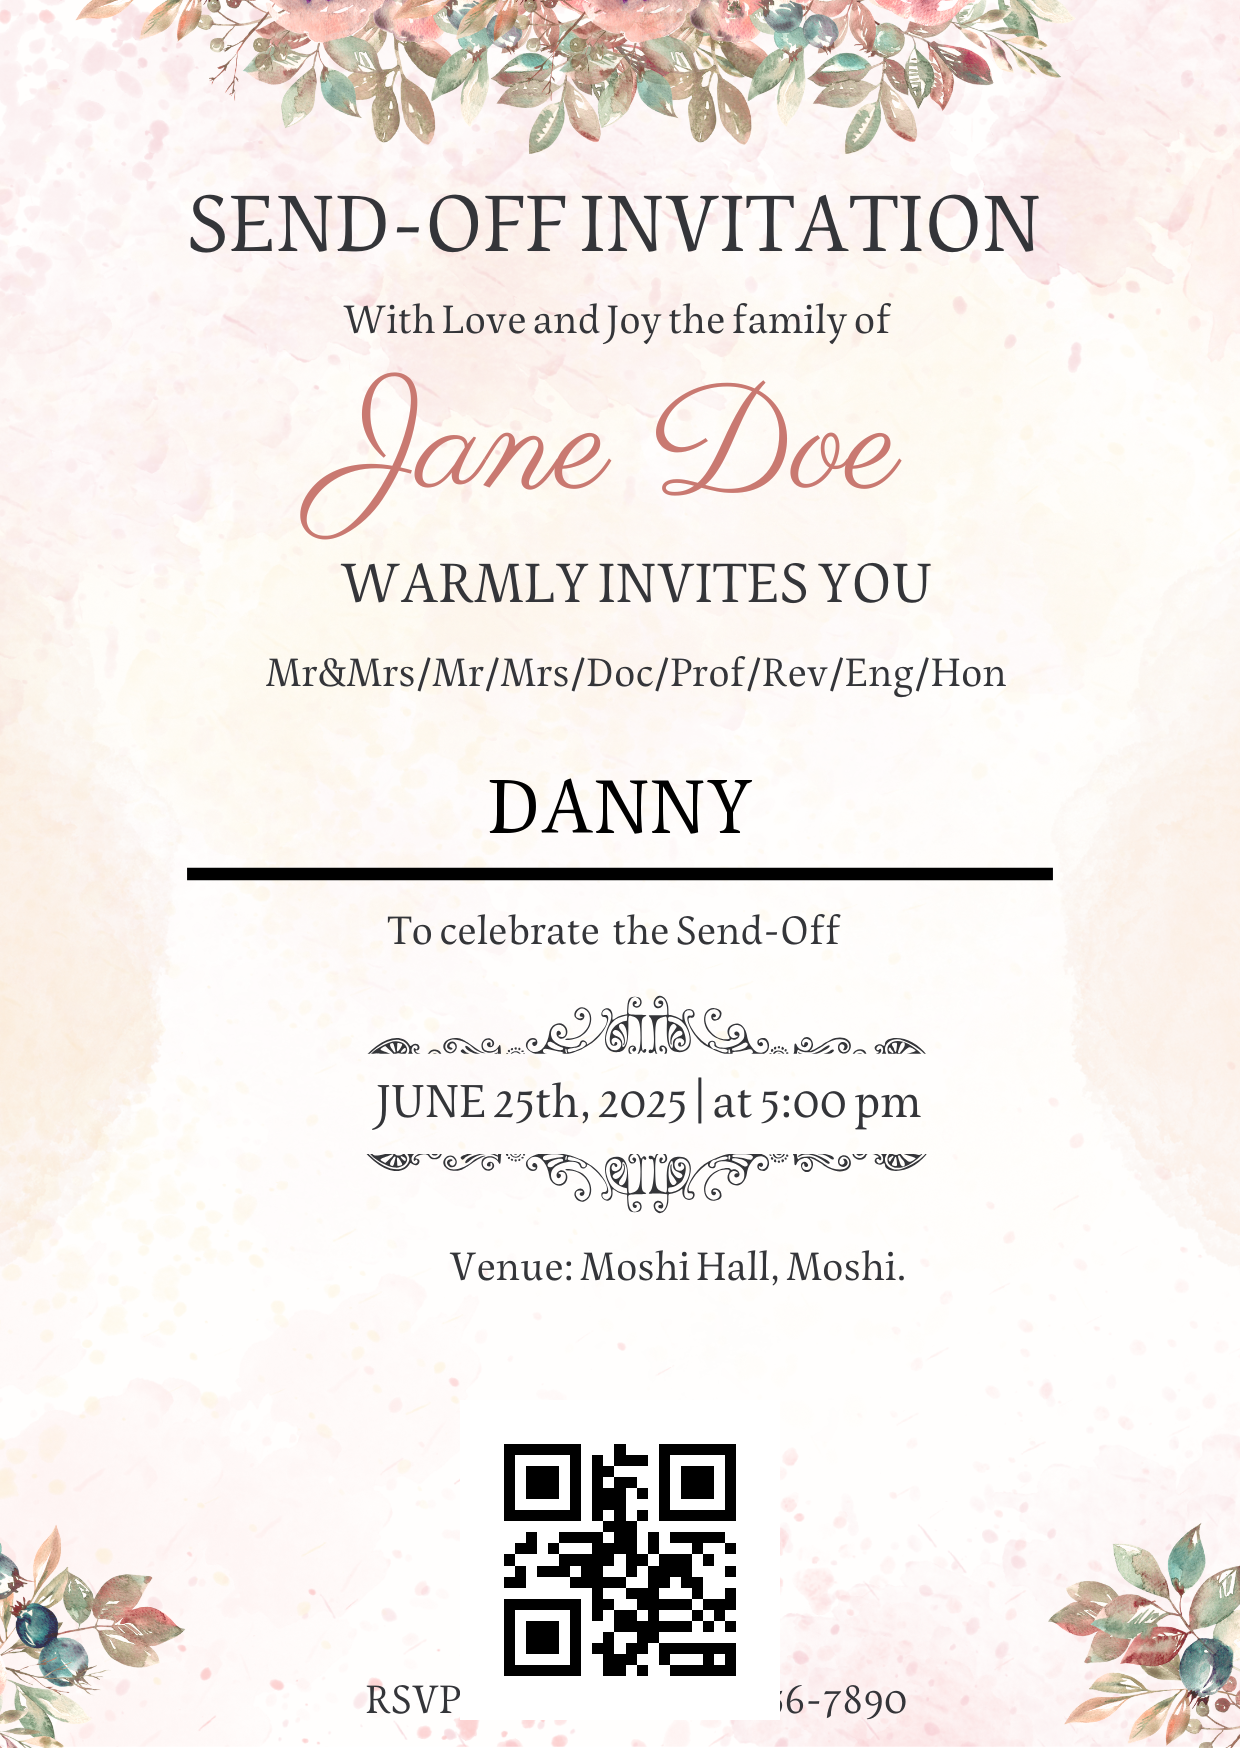 SEND-OFF INVITATION
With Love and Joy the family of
Jane Doe
WARMLY INVITES YOU
Mr&Mrs/Mr/Mrs/Doc/Prof/Rev/Eng/Hon
DANNY
To celebrate the Send-Off
JUNE 25th, 2025 | at 5:00 pm
Venue: Moshi Hall, Moshi.
RSVP 6-7890